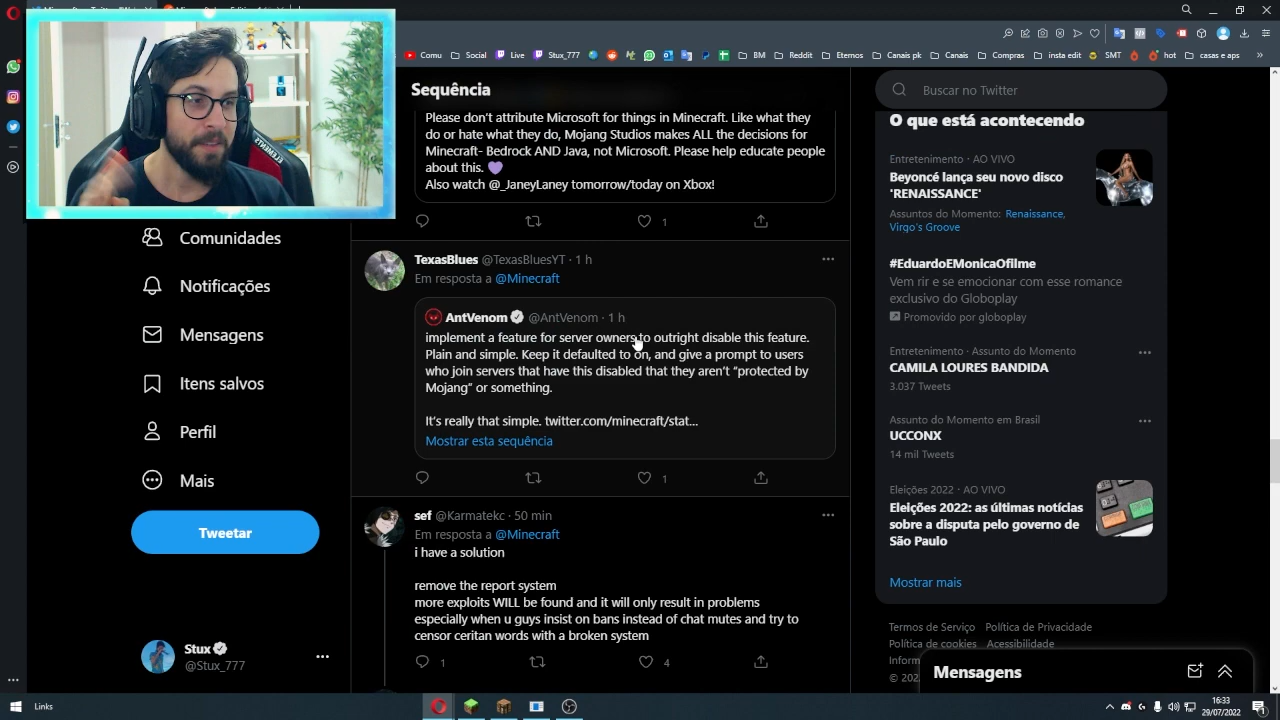 Comu
Social
Live
Stux_777
BM
Reddit
Eternos
Canais pk
Canais
Compras
insta edit
SMT
hot
casas e aps
Sequência
Please don't attribute Microsoft for things in Minecraft. Like what they
do or hate what they do, Mojang Studios makes ALL the decisions for
Minecraft- Bedrock AND Java, not Microsoft. Please help educate people
about this. 💜
Also watch @_JaneyLaney tomorrow/today on Xbox!
1
TexasBlues @TexasBluesYT · 1 h
Em resposta a @Minecraft
AntVenom @AntVenom · 1 h
implement a feature for server owners to outright disable this feature.
Plain and simple. Keep it defaulted to on, and give a prompt to users
who join servers that have this disabled that they aren't "protected by
Mojang" or something.
It's really that simple. twitter.com/minecraft/stat...
Mostrar esta sequência
1
sef @Karmatekc · 50 min
Em resposta a @Minecraft
i have a solution
remove the report system
more exploits WILL be found and it will only result in problems
especially when u guys insist on bans instead of chat mutes and try to
censor ceritan words with a broken system
1
4
Comunidades
Notificações
Mensagens
Itens salvos
Perfil
Mais
Tweetar
Stux
@Stux_777
Buscar no Twitter
O que está acontecendo
Entretenimento · AO VIVO
Beyoncé lança seu novo disco
'RENAISSANCE'
Assuntos do Momento: Renaissance,
Virgo's Groove
#EduardoEMonicaOfilme
Vem rir e se emocionar com esse romance
exclusivo do Globoplay
Promovido por globoplay
Entretenimento · Assunto do Momento
CAMILA LOURES BANDIDA
3.037 Tweets
Assunto do Momento em Brasil
UCCONX
14 mil Tweets
Eleições 2022 · AO VIVO
Eleições 2022: as últimas notícias
sobre a disputa pelo governo de
São Paulo
Mostrar mais
Termos de Serviço Política de Privacidade
Política de cookies Acessibilidade
Mensagens
Links
16:33
29/07/2022